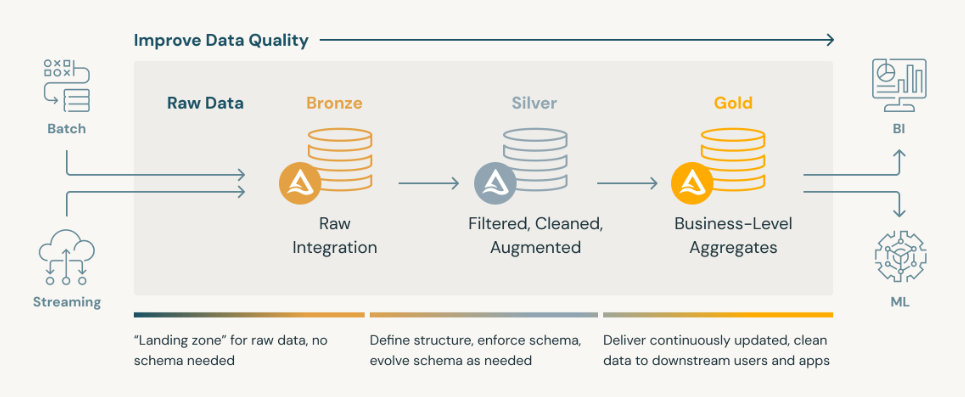 Improve Data Quality
Batch
Streaming
Raw Data
Bronze
Raw
Integration
Silver
Filtered, Cleaned,
Augmented
Gold
Business-Level
Aggregates
BI
ML
“Landing zone” for raw data, no
schema needed
Define structure, enforce schema,
evolve schema as needed
Deliver continuously updated, clean
data to downstream users and apps